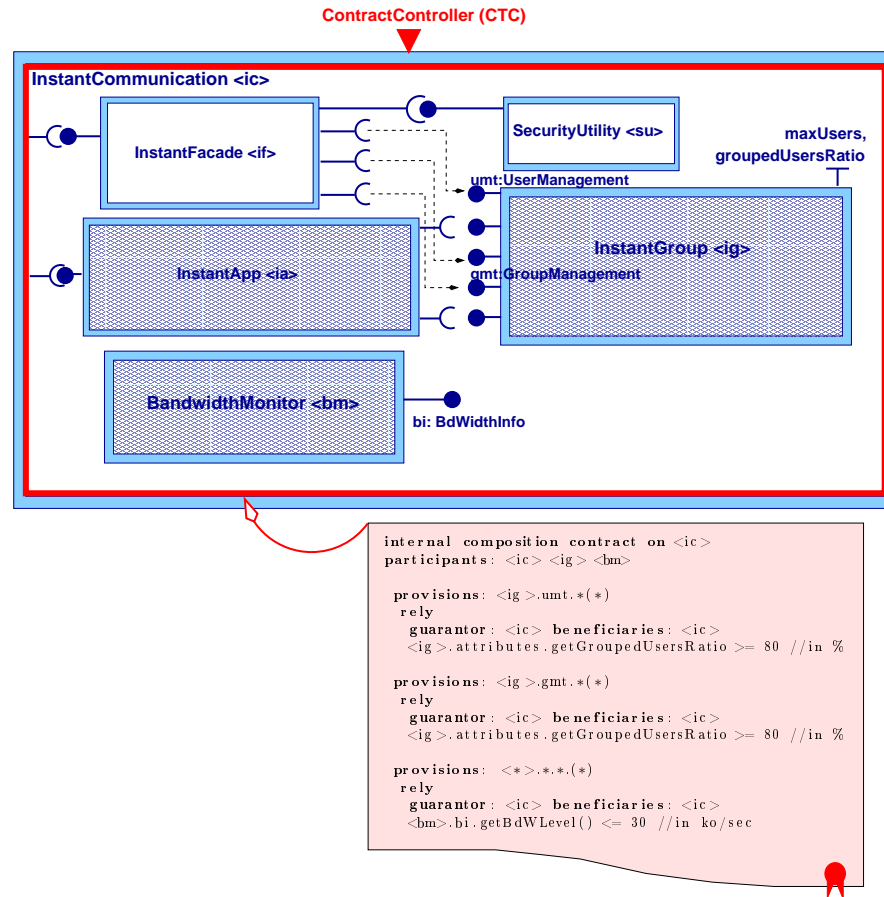 ContractController (CTC)
InstantCommunication <ic>
InstantFacade <if>
SecurityUtility <su>
maxUsers,
groupedUsersRatio
umt:UserManagement
InstantGroup <ig>
InstantApp <ia>
gmt:GroupManagement
BandwidthMonitor <bm>
bi: BdWidthInfo
internal composition contract on <ic>
participants: <ic> <ig> <bm>
provisions: <ig>.umt.*(*)
rely
guarantor: <ic> beneficiaries: <ic>
<ig>.attributes.getGroupedUsersRatio >= 80 //in %
provisions: <ig>.gmt.*(*)
rely
guarantor: <ic> beneficiaries: <ic>
<ig>.attributes.getGroupedUsersRatio >= 80 //in %
provisions: <*>.*.*.(*)
rely
guarantor: <ic> beneficiaries: <ic>
<bm>.bi.getBdWLevel() <= 30 //in ko/sec